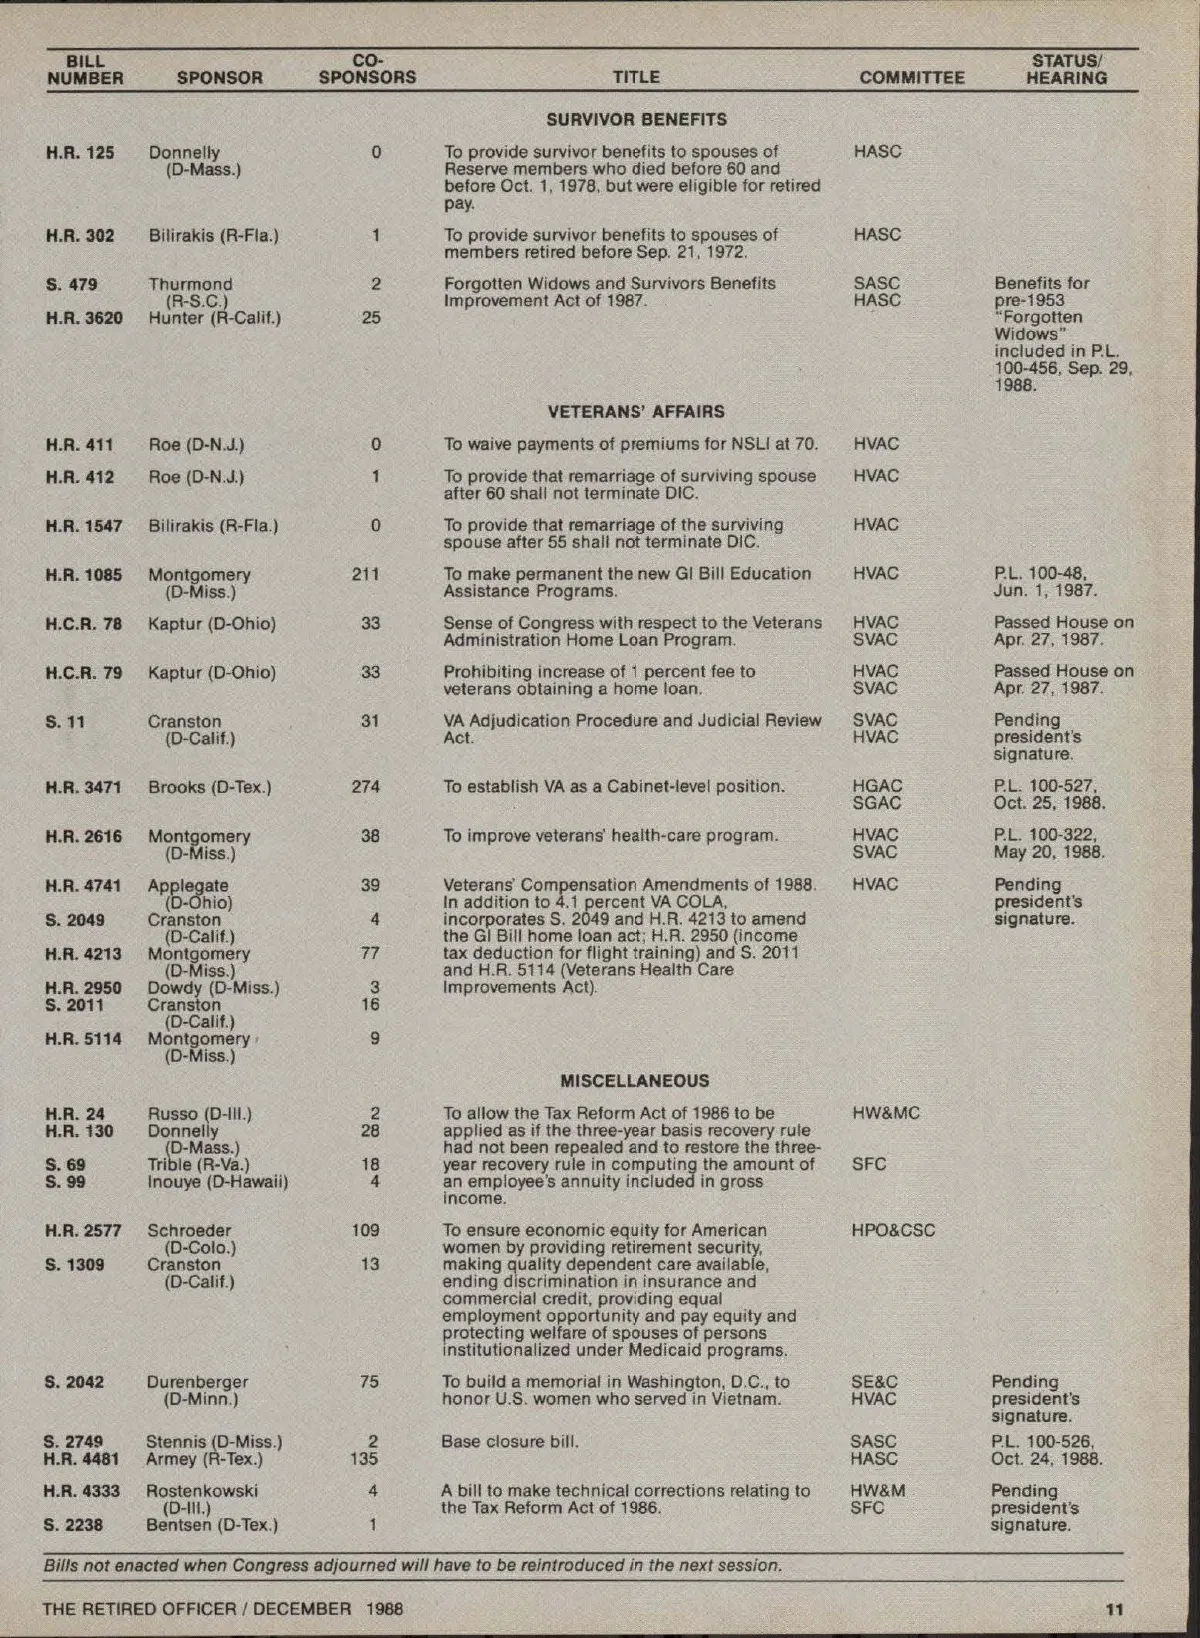 BILL NUMBER SPONSOR CO-SPONSORS TITLE COMMITTEE STATUS/HEARING
SURVIVOR BENEFITS
H.R. 125 Donnelly 0 To provide survivor benefits to spouses of HASC
(D-Mass.) Reserve members who died before 60 and
before Oct. 1, 1978, but were eligible for retired
pay.
H.R. 302 Bilirakis (R-Fla.) 1 To provide survivor benefits to spouses of HASC
members retired before Sep. 21, 1972.
S. 479 Thurmond 2 Forgotten Widows and Survivors Benefits SASC Benefits for
(R-S.C.) Improvement Act of 1987. HASC pre-1953
H.R. 3620 Hunter (R-Calif.) 25 "Forgotten
Widows"
included in P.L.
100-456, Sep. 29,
1988.
VETERANS' AFFAIRS
H.R. 411 Roe (D-N.J.) 0 To waive payments of premiums for NSLI at 70. HVAC
H.R. 412 Roe (D-N.J.) 1 To provide that remarriage of surviving spouse HVAC
after 60 shall not terminate DIC.
H.R. 1547 Bilirakis (R-Fla.) 0 To provide that remarriage of the surviving HVAC
spouse after 55 shall not terminate DIC.
H.R. 1085 Montgomery 211 To make permanent the new GI Bill Education HVAC P.L. 100-48,
(D-Miss.) Assistance Programs. Jun. 1, 1987.
H.C.R. 78 Kaptur (D-Ohio) 33 Sense of Congress with respect to the Veterans HVAC Passed House on
Administration Home Loan Program. SVAC Apr. 27, 1987.
H.C.R. 79 Kaptur (D-Ohio) 33 Prohibiting increase of 1 percent fee to HVAC Passed House on
veterans obtaining a home loan. SVAC Apr. 27, 1987.
S. 11 Cranston 31 VA Adjudication Procedure and Judicial Review SVAC Pending
(D-Calif.) Act. HVAC president's
signature.
H.R. 3471 Brooks (D-Tex.) 274 To establish VA as a Cabinet-level position. HGAC P.L. 100-527,
SGAC Oct. 25, 1988.
H.R. 2616 Montgomery 38 To improve veterans' health-care program. HVAC P.L. 100-322,
(D-Miss.) SVAC May 20, 1988.
H.R. 4741 Applegate 39 Veterans' Compensation Amendments of 1988. HVAC Pending
(D-Ohio) In addition to 4.1 percent VA COLA, president's
S. 2049 Cranston 4 incorporates S. 2049 and H.R. 4213 to amend signature.
(D-Calif.) the GI Bill home loan act; H.R. 2950 (income
H.R. 4213 Montgomery 77 tax deduction for flight training) and S. 2011
(D-Miss.) and H.R. 5114 (Veterans Health Care
H.R. 2950 Dowdy (D-Miss.) 3 Improvements Act).
S. 2011 Cranston 16
(D-Calif.)
H.R. 5114 Montgomery 9
(D-Miss.)
MISCELLANEOUS
H.R. 24 Russo (D-Ill.) 2 To allow the Tax Reform Act of 1986 to be HW&MC
H.R. 130 Donnelly 28 applied as if the three-year basis recovery rule
(D-Mass.) had not been repealed and to restore the three-
S. 69 Trible (R-Va.) 18 year recovery rule in computing the amount of SFC
S. 99 Inouye (D-Hawaii) 4 an employee's annuity included in gross
income.
H.R. 2577 Schroeder 109 To ensure economic equity for American HPO&CSC
(D-Colo.) women by providing retirement security,
S. 1309 Cranston 13 making quality dependent care available,
(D-Calif.) ending discrimination in insurance and
commercial credit, providing equal
employment opportunity and pay equity and
protecting welfare of spouses of persons
institutionalized under Medicaid programs.
S. 2042 Durenberger 75 To build a memorial in Washington, D.C., to SE&C Pending
(D-Minn.) honor U.S. women who served in Vietnam. HVAC president's
signature.
S. 2749 Stennis (D-Miss.) 2 Base closure bill. SASC P.L. 100-526,
H.R. 4481 Armey (R-Tex.) 135 HASC Oct. 24, 1988.
H.R. 4333 Rostenkowski 4 A bill to make technical corrections relating to HW&M Pending
(D-Ill.) the Tax Reform Act of 1986. SFC president's
S. 2238 Bentsen (D-Tex.) 1 signature.
Bills not enacted when Congress adjourned will have to be reintroduced in the next session.
THE RETIRED OFFICER / DECEMBER 1988 11